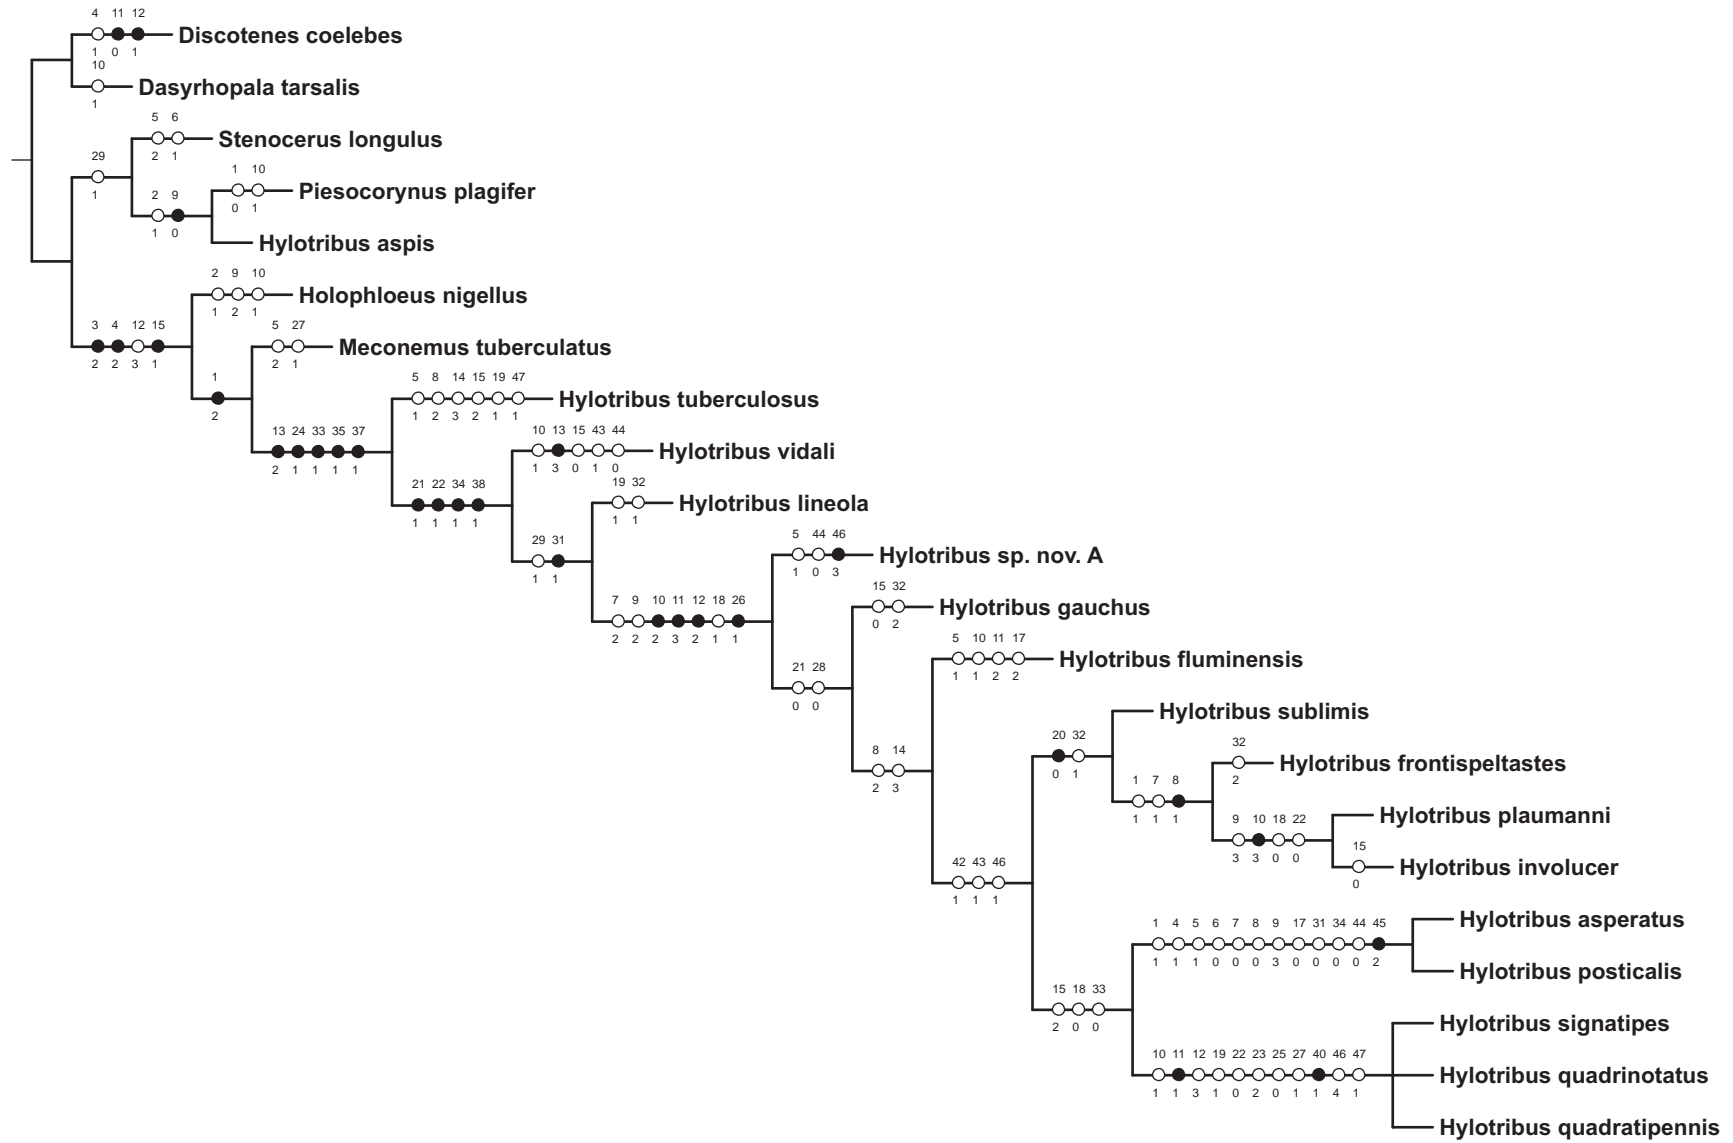 4 11 12
Discotenes coelebes
1 0 1
10
Dasyrhopala tarsalis
1
5 6
Stenocerus longulus
2 1
29
1
1 10
Piesocorynus plagifer
0 1
2 9
1 0
Hylotribus aspis
2 9 10
Holophloeus nigellus
1 2 1
3 4 12 15
2 2 3 1
5 27
Meconemus tuberculatus
2 1
1
2
5 8 14 15 19 47
Hylotribus tuberculosus
1 2 3 2 1 1
13 24 33 35 37
2 1 1 1 1
10 13 15 43 44
Hylotribus vidali
1 3 0 1 0
21 22 34 38
1 1 1 1
19 32
Hylotribus lineola
1 1
29 31
1 1
5 44 46
Hylotribus sp. nov. A
1 0 3
7 9 10 11 12 18 26
2 2 2 3 2 1 1
15 32
Hylotribus gauchus
0 2
21 28
0 0
5 10 11 17
Hylotribus fluminensis
1 1 2 2
8 14
2 3
Hylotribus sublimis
20 32
0 1
32
Hylotribus frontispeltastes
2
1 7 8
1 1 1
9 10 18 22
3 3 0 0
Hylotribus plaumanni
15
Hylotribus involucer
0
42 43 46
1 1 1
Hylotribus asperatus
1 4 5 6 7 8 9 17 31 34 44 45
1 1 1 0 0 0 3 0 0 0 0 2
Hylotribus posticalis
15 18 33
2 0 0
Hylotribus signatipes
10 11 12 19 22 23 25 27 40 46 47
Hylotribus quadrinotatus
1 1 3 1 0 2 0 1 1 4 1
Hylotribus quadratipennis